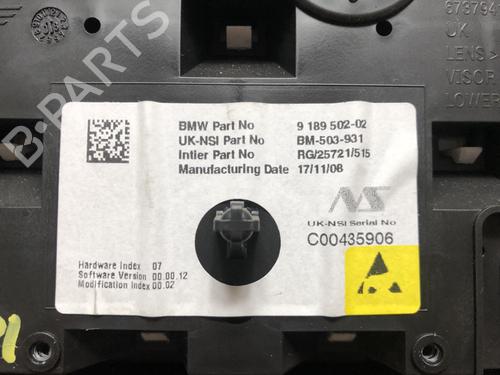 678794
UK
LENS >
VISOR
LOWER
BMW Part No 9 189 502-02
UK-NSI Part No BM-503-931
Intier Part No RG/25721/515
Manufacturing Date 17/11/08
NS
UK-NSI Serial No
C00435906
Hardware Index 07
Software Version 00.00.12
Modification Index 00.02